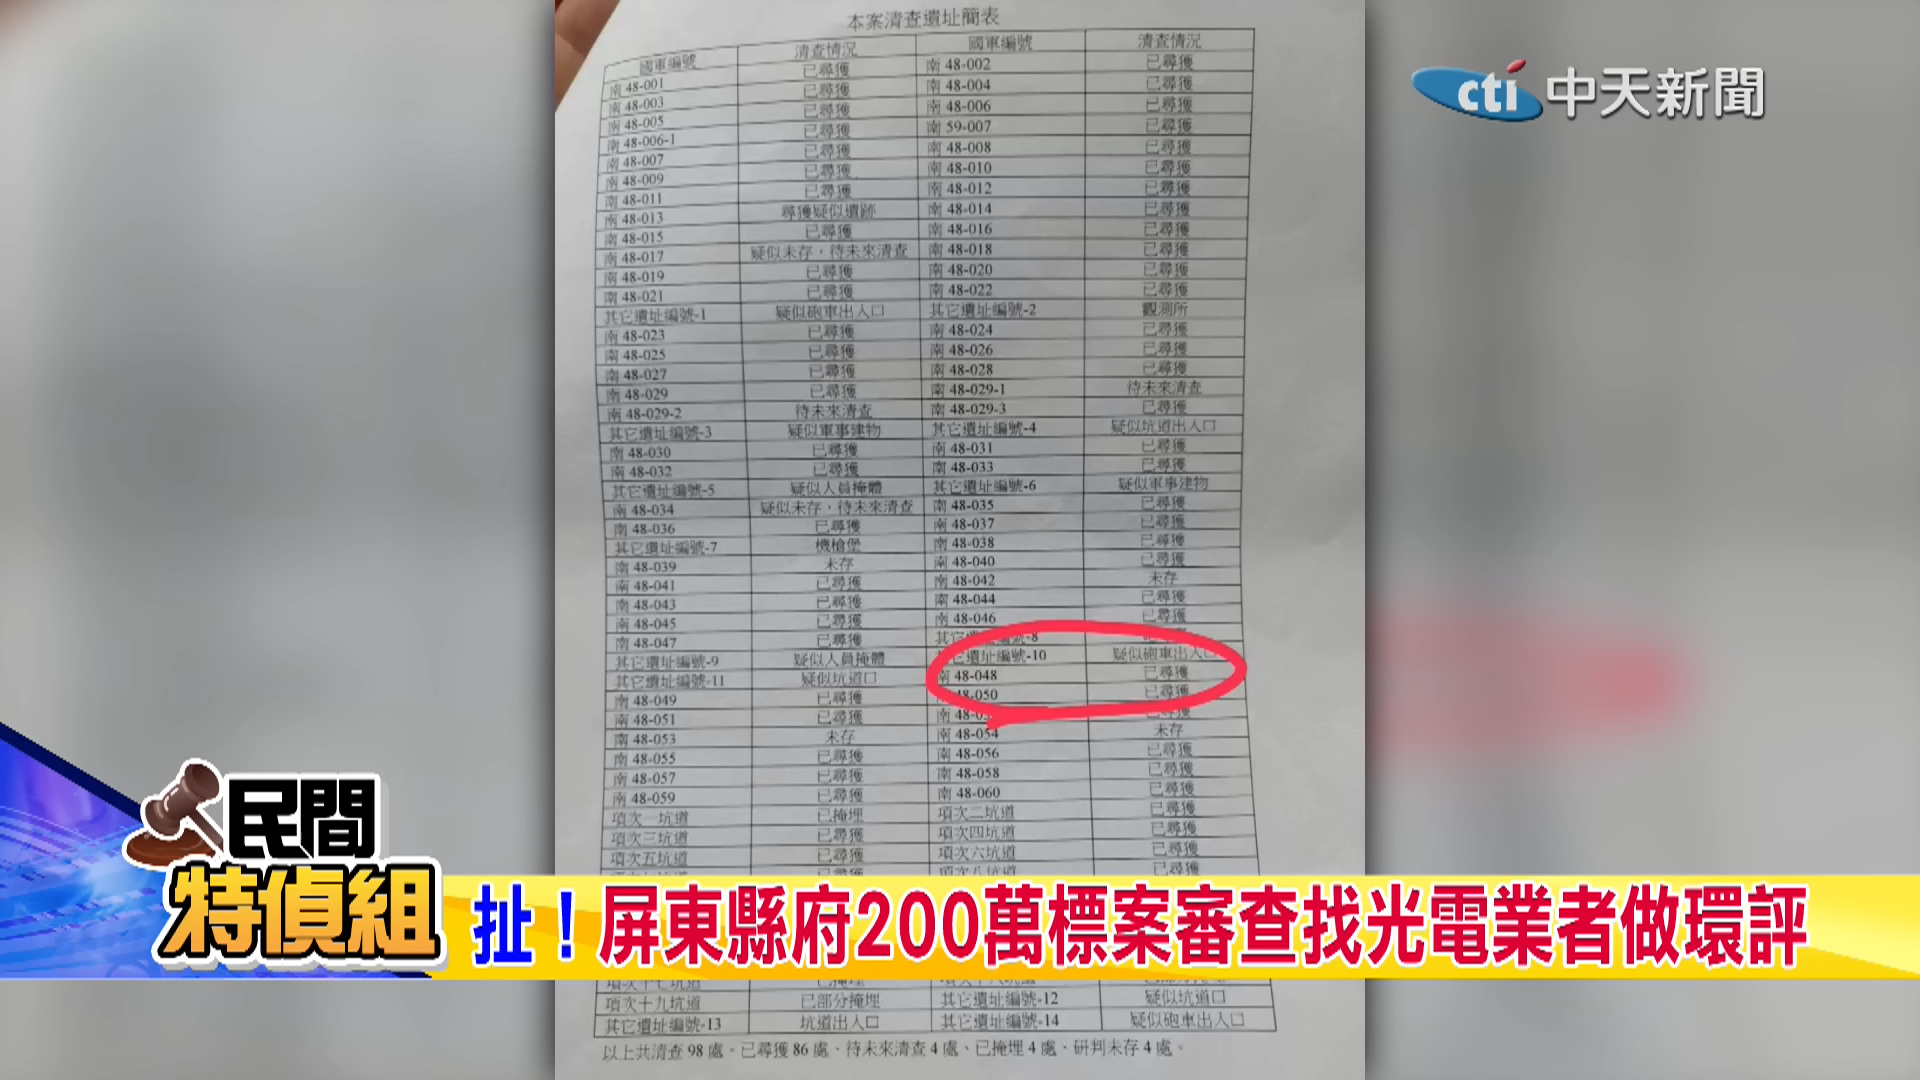 本案清查遺址簡表
國軍編號 清查情況 國軍編號 清查情況
南 48-001 已尋獲 南 48-002 已尋獲
南 48-003 已尋獲 南 48-004 已尋獲
南 48-005 已尋獲 南 48-006 已尋獲
南 48-006-1 已尋獲 南 59-007 已尋獲
南 48-007 已尋獲 南 48-008 已尋獲
南 48-009 已尋獲 南 48-010 已尋獲
南 48-011 已尋獲 南 48-012 已尋獲
南 48-013 尋獲疑似遺跡 南 48-014 已尋獲
南 48-015 已尋獲 南 48-016 已尋獲
南 48-017 疑似未存，待未來清查 南 48-018 已尋獲
南 48-019 已尋獲 南 48-020 已尋獲
南 48-021 已尋獲 南 48-022 已尋獲
其它遺址編號-1 疑似砲車出入口 其它遺址編號-2 觀測所
南 48-023 已尋獲 南 48-024 已尋獲
南 48-025 已尋獲 南 48-026 已尋獲
南 48-027 已尋獲 南 48-028 已尋獲
南 48-029 已尋獲 南 48-029-1 待未來清查
南 48-029-2 待未來清查 南 48-029-3 已尋獲
其它遺址編號-3 疑似軍事建物 其它遺址編號-4 疑似坑道出入口
南 48-030 已尋獲 南 48-031 已尋獲
南 48-032 已尋獲 南 48-033 已尋獲
其它遺址編號-5 疑似人員掩體 其它遺址編號-6 疑似軍事建物
南 48-034 疑似未存，待未來清查 南 48-035 已尋獲
南 48-036 已尋獲 南 48-037 已尋獲
其它遺址編號-7 機槍堡 南 48-038 已尋獲
南 48-039 未存 南 48-040 已尋獲
南 48-041 已尋獲 南 48-042 未存
南 48-043 已尋獲 南 48-044 已尋獲
南 48-045 已尋獲 南 48-046 已尋獲
南 48-047 已尋獲 其它遺址編號-8
其它遺址編號-9 疑似人員掩體 其它遺址編號-10 疑似砲車出入口
其它遺址編號-11 疑似坑道口 南 48-048 已尋獲
南 48-049 已尋獲 48-050 已尋獲
南 48-051 已尋獲 南 已尋獲
南 48-053 未存 南 48-054 未存
南 48-055 已尋獲 南 48-056 已尋獲
南 48-057 已尋獲 南 48-058 已尋獲
南 48-059 已尋獲 南 48-060 已尋獲
項次一坑道 已掩埋 項次二坑道 已尋獲
項次三坑道 已尋獲 項次四坑道 已尋獲
項次五坑道 已尋獲 項次六坑道 已尋獲
項次十九坑道 已部分掩埋 其它遺址編號-12 疑似坑道口
其它遺址編號-13 坑道出入口 其它遺址編號-14 疑似砲車出入口
以上共清查 98 處。已尋獲 86 處、待未來清查 4 處、已掩埋 4 處、研判未存 4 處。
cti 中天新聞
民間
特偵組
扯！屏東縣府200萬標案審查找光電業者做環評